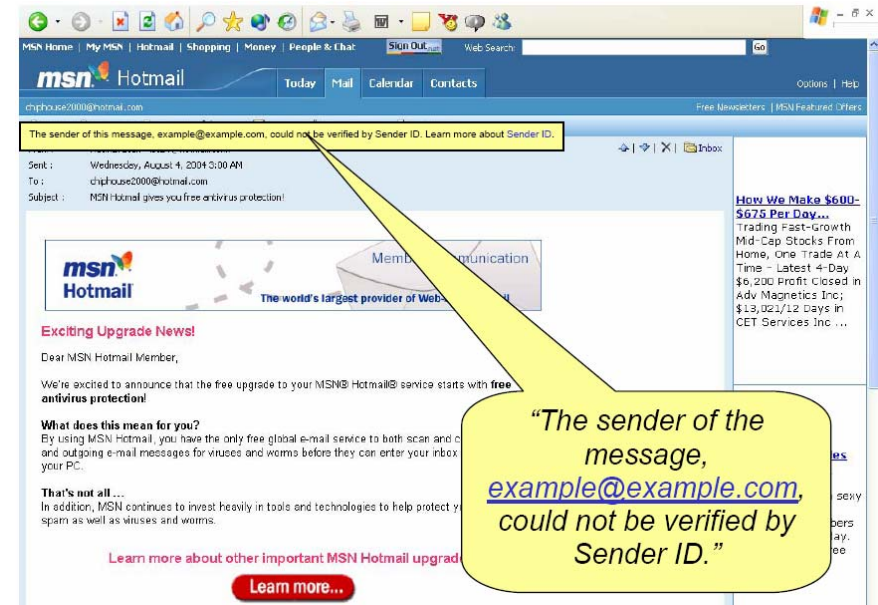 MSN Home | My MSN | Hotmail | Shopping | Money | People & Chat Sign Out Web Search: Go
msn Hotmail Today Mail Calendar Contacts Options | Help
chiphouse2000@hotmail.com Free Newsletters | MSN Featured Offers
The sender of this message, example@example.com, could not be verified by Sender ID. Learn more about Sender ID.
Inbox
Sent : Wednesday, August 4, 2004 3:00 AM
To : chiphouse2000@hotmail.com
Subject : MSN Hotmail gives you free antivirus protection!
msn
Hotmail
The world's largest provider of
Exciting Upgrade News!
Dear MSN Hotmail Member,
We're excited to announce that the free upgrade to your MSN® Hotmail® service starts with free
antivirus protection!
What does this mean for you?
By using MSN Hotmail, you have the only free global e-mail service to both scan and
and outgoing e-mail messages for viruses and worms before they can enter your inbox
your PC.
That's not all ...
In addition, MSN continues to invest heavily in tools and technologies to help protect
spam as well as viruses and worms.
Learn more about other important MSN Hotmail
Learn more...
How We Make $600-
$675 Per Day...
Trading Fast-Growth
Mid-Cap Stocks From
Home, One Trade At A
Time - Latest 4-Day
$6,200 Profit Closed in
Adv Magnetics Inc;
$13,021/12 Days in
CET Services Inc ...
sexy
“The sender of the
message,
example@example.com,
could not be verified by
Sender ID.”